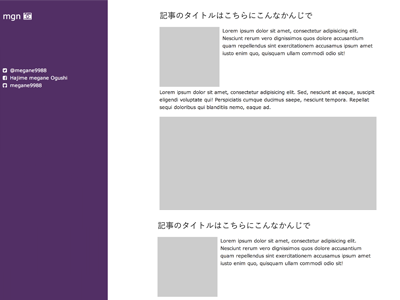 mgn
@megane9988
Hajime megane Ogushi
megane9988
記事のタイトルはこちらにこんなかんじで
Lorem ipsum dolor sit amet, consectetur adipisicing elit.
Nesciunt rerum vero dignissimos quos dolore accusantium
quam repellendus sint exercitationem accusamus ipsum amet
eius enim quo, quisquam ullam commodi odio sit!
Lorem ipsum dolor sit amet, consectetur adipisicing elit. Sed, nesciunt at eaque, suscipit
eligendi voluptate qui! Perspiciatis cumque ducimus saepe, nesciunt tempora. Repellat
sequi doloribus qui blanditiis nemo, eaque ad.
記事のタイトルはこちらにこんなかんじで
Lorem ipsum dolor sit amet, consectetur adipisicing elit.
Nesciunt rerum vero dignissimos quos dolore accusantium
quam repellendus sint exercitationem accusamus ipsum amet
eius enim quo, quisquam ullam commodi odio sit!